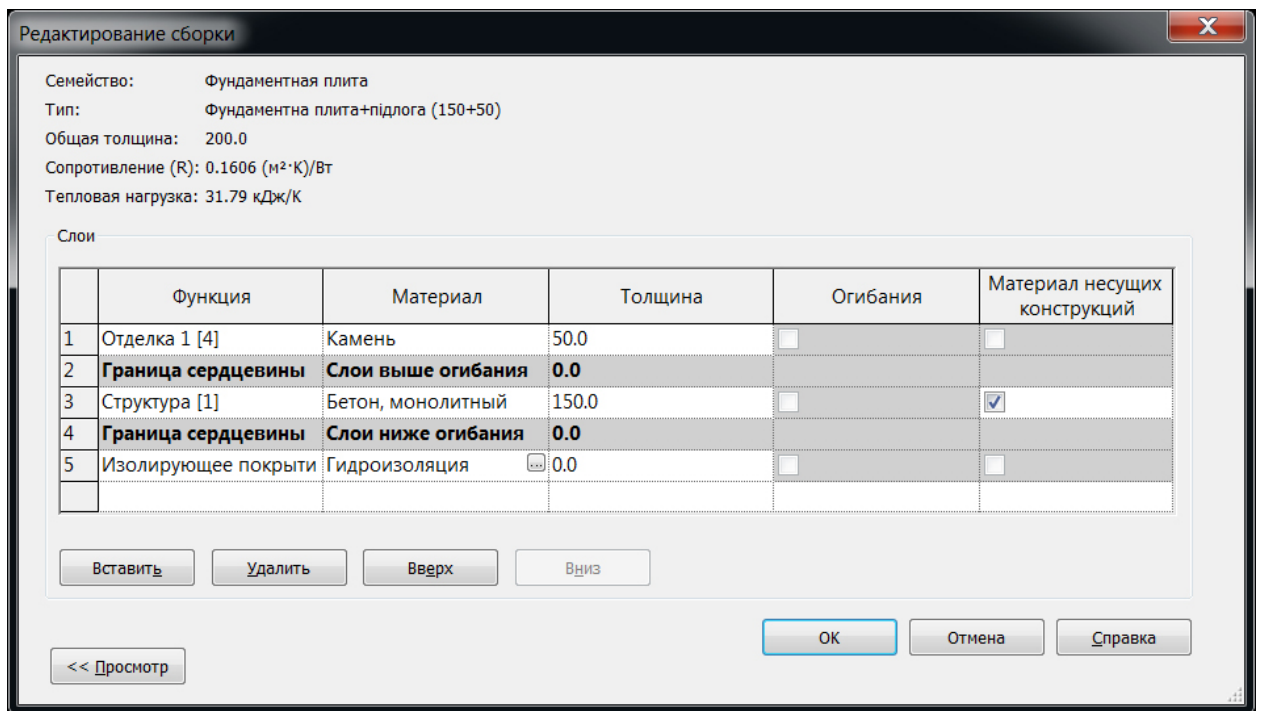 Редактирование сборки
X
Семейство: Фундаментная плита
Тип: Фундаментна плита+підлога (150+50)
Общая толщина: 200.0
Сопротивление (R): 0.1606 (м²·К)/Вт
Тепловая нагрузка: 31.79 кДж/К
Слои
Функция Материал Толщина Огибания Материал несущих
конструкций
1 Отделка 1 [4] Камень 50.0
2 Граница сердцевины Слои выше огибания 0.0
3 Структура [1] Бетон, монолитный 150.0
4 Граница сердцевины Слои ниже огибания 0.0
5 Изолирующее покрыти Гидроизоляция ... 0.0
Вставить Удалить Вверх Вниз
OK Отмена Справка
<< Просмотр